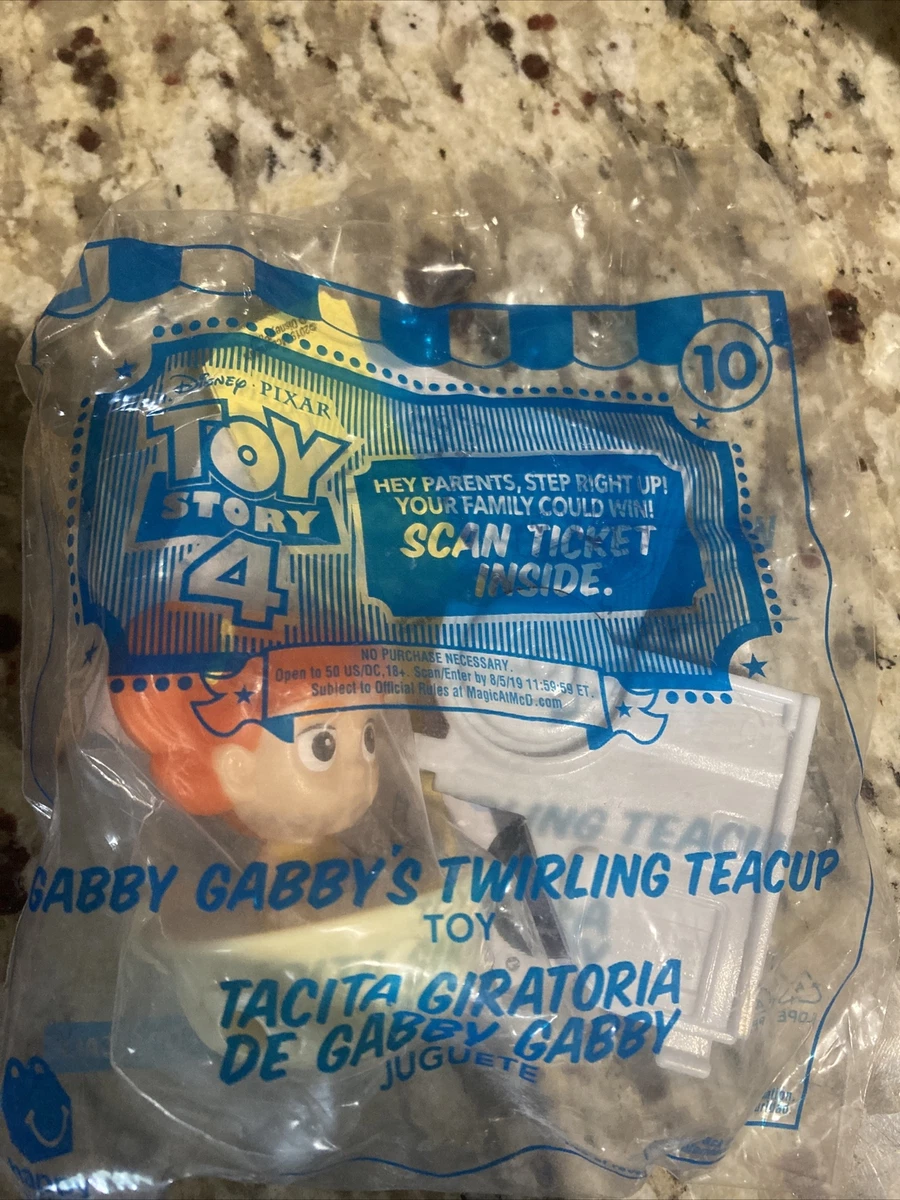 10
DISNEY · PIXAR
TOY
STORY
4
HEY PARENTS, STEP RIGHT UP!
YOUR FAMILY COULD WIN!
SCAN TICKET
INSIDE.
NO PURCHASE NECESSARY.
Open to 50 US/DC, 18+. Scan/Enter by 8/5/19 11:59:59 ET.
Subject to Official Rules at MagicAtMcD.com
GABBY GABBY'S TWIRLING TEACUP
TOY
TACITA GIRATORIA
DE GABBY GABBY
JUGUETE